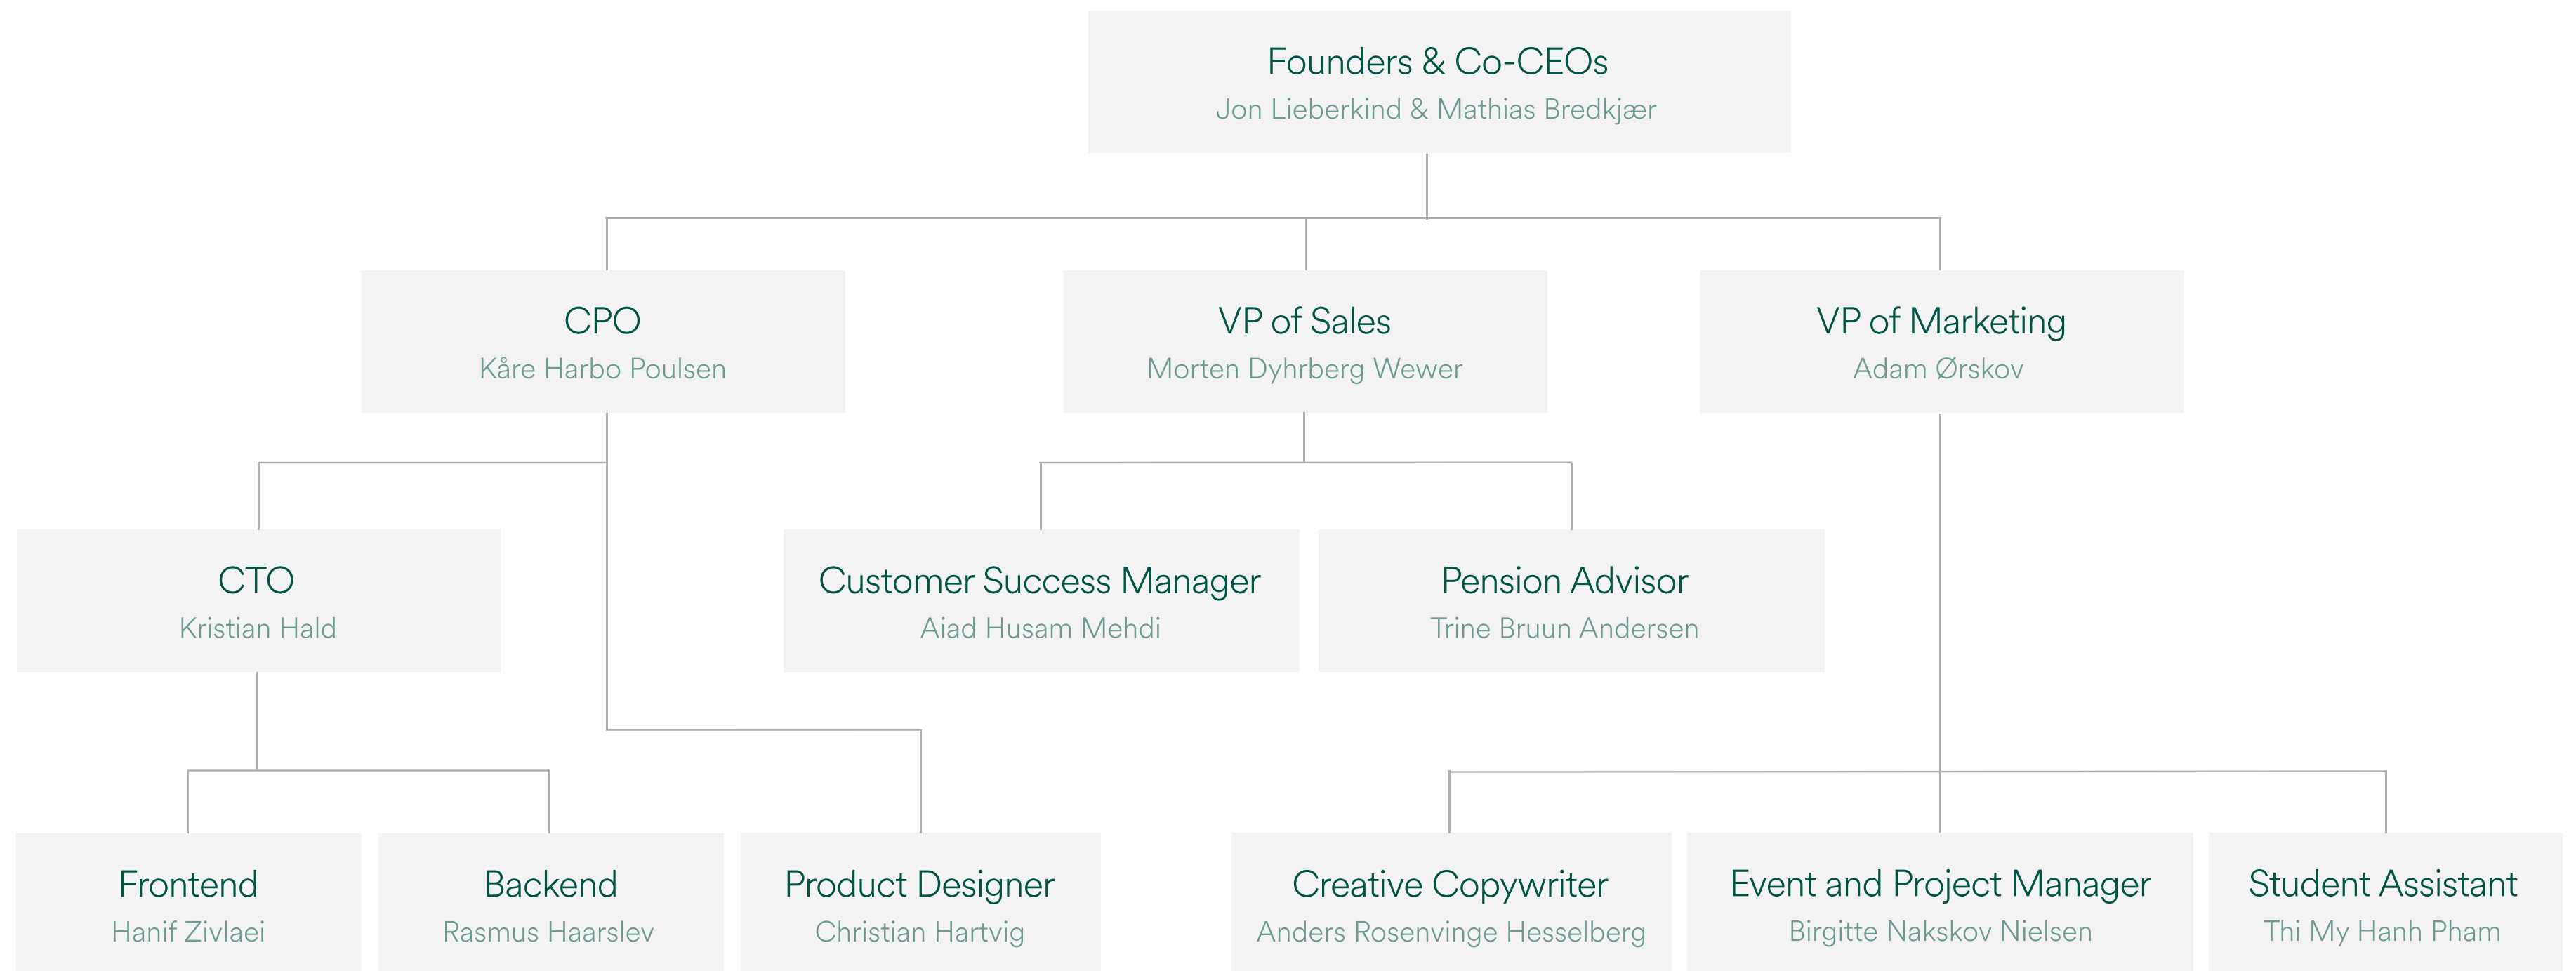 Founders & Co-CEOs
Jon Lieberkind & Mathias Bredkjær
CPO
Kåre Harbo Poulsen
VP of Sales
Morten Dyhrberg Wewer
VP of Marketing
Adam Ørskov
CTO
Kristian Hald
Customer Success Manager
Aiad Husam Mehdi
Pension Advisor
Trine Bruun Andersen
Frontend
Hanif Zivlaei
Backend
Rasmus Haarslev
Product Designer
Christian Hartvig
Creative Copywriter
Anders Rosenvinge Hesselberg
Event and Project Manager
Birgitte Nakskov Nielsen
Student Assistant
Thi My Hanh Pham